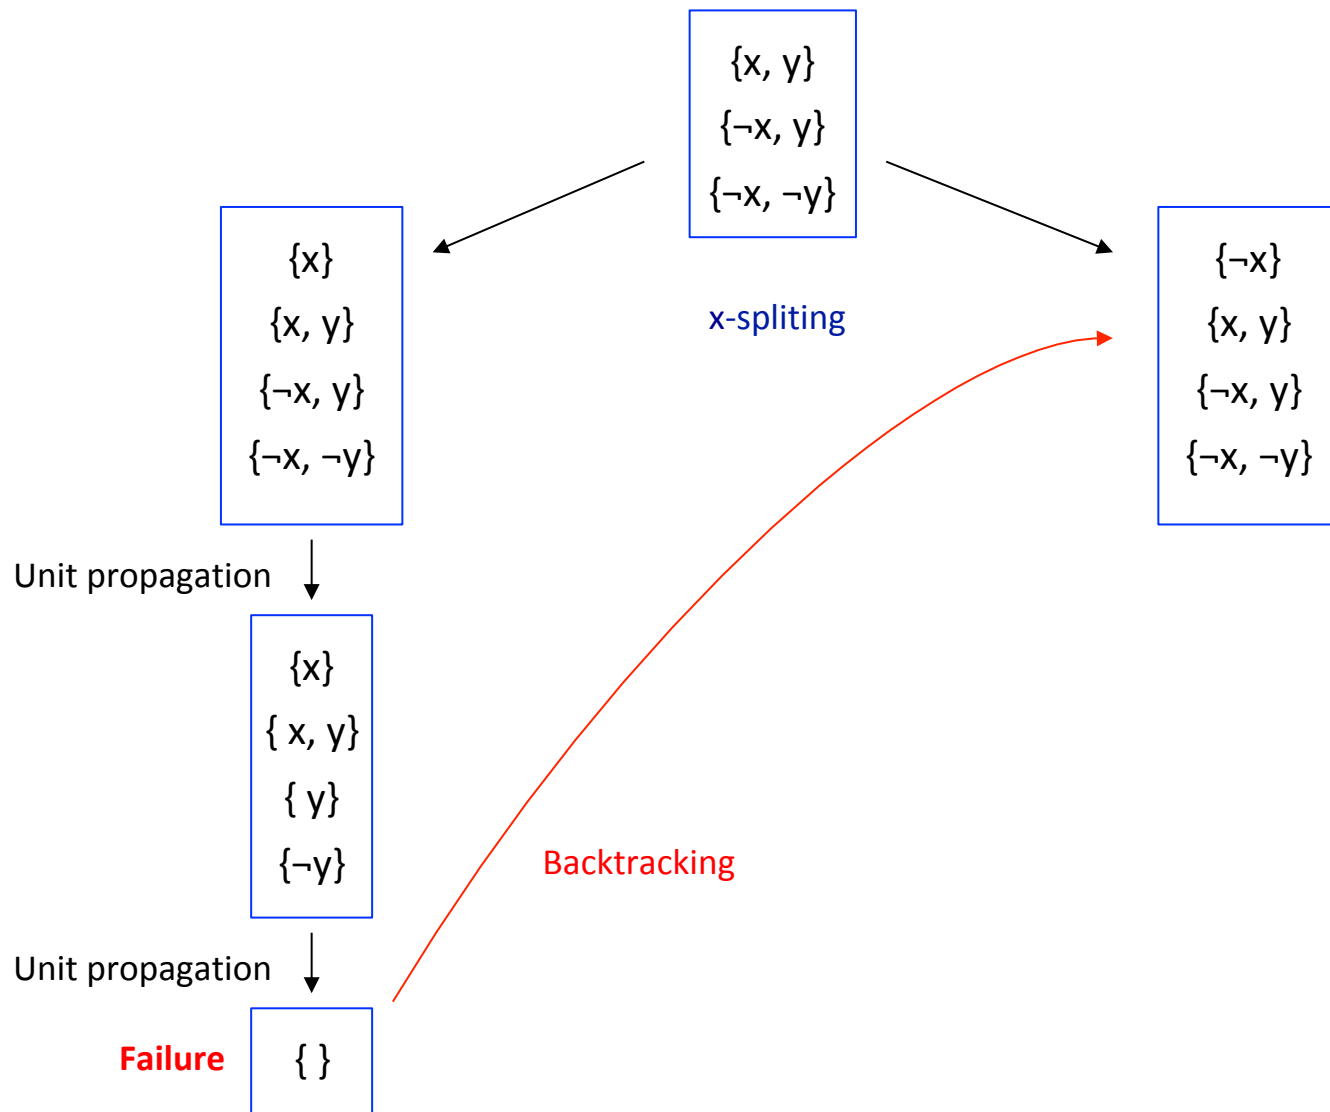 {x, y}
{¬x, y}
{¬x, ¬y}
x-spliting
{x}
{x, y}
{¬x, y}
{¬x, ¬y}
{¬x}
{x, y}
{¬x, y}
{¬x, ¬y}
Unit propagation
{x}
{ x, y}
{ y}
{¬y}
Backtracking
Unit propagation
Failure
{ }